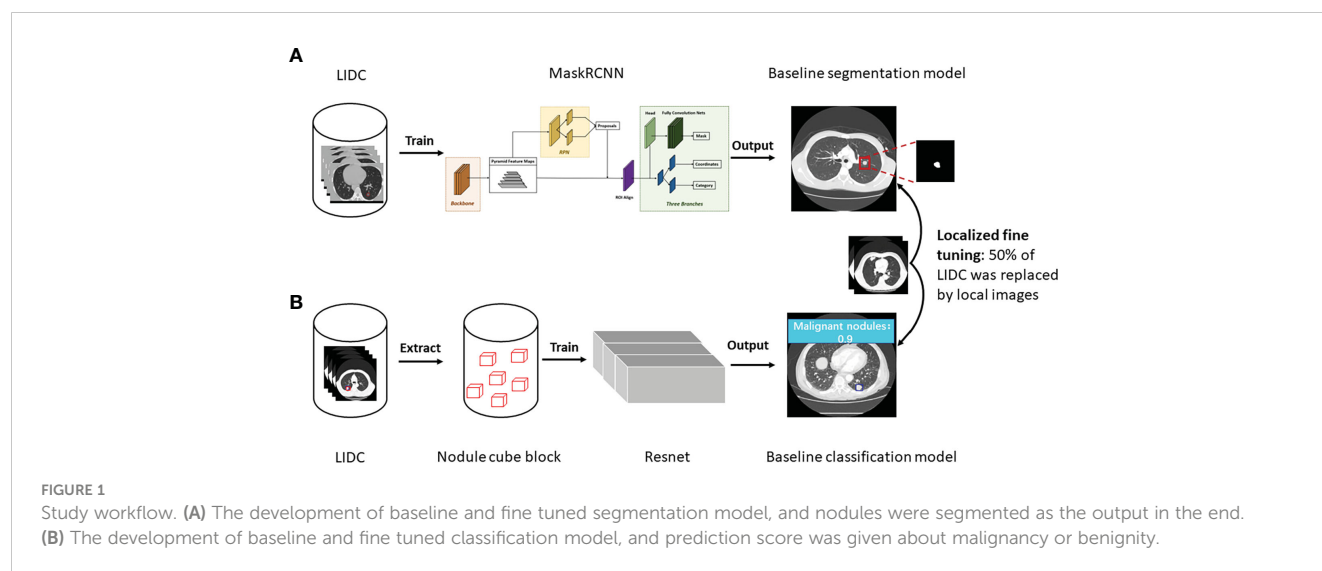 A
LIDC
MaskRCNN
Baseline segmentation model
Train
Backbone
Pyramid Feature Maps
RPN
Proposals
ROI Align
Head
Fully Convolution Nets
Mask
Coordinates
Category
Three Branches
Output
Localized fine
tuning: 50% of
LIDC was replaced
by local images
B
Extract
Train
Output
Malignant nodules:
0.9
LIDC
Nodule cube block
Resnet
Baseline classification model
FIGURE 1
Study workflow. (A) The development of baseline and fine tuned segmentation model, and nodules were segmented as the output in the end.
(B) The development of baseline and fine tuned classification model, and prediction score was given about malignancy or benignity.